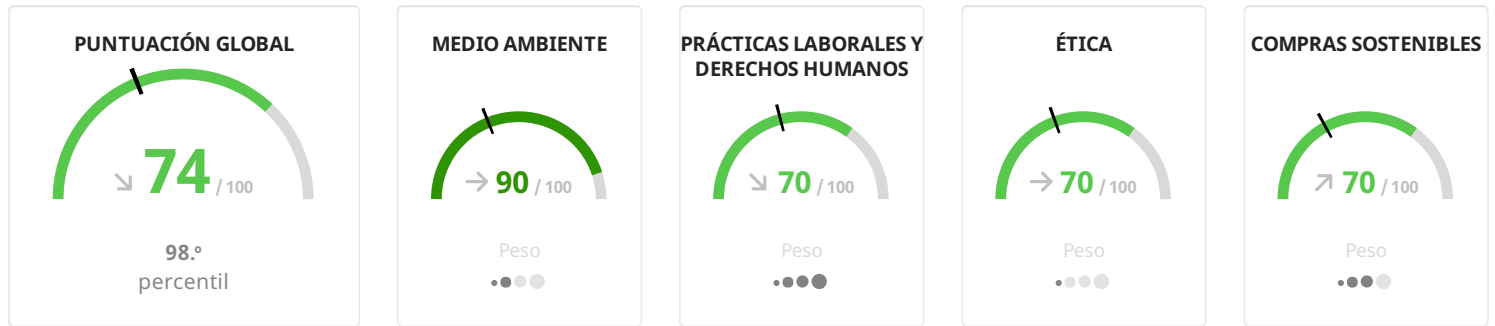 PUNTUACIÓN GLOBAL
74 / 100
98.º
percentil
MEDIO AMBIENTE
90 / 100
Peso
PRÁCTICAS LABORALES Y
DERECHOS HUMANOS
70 / 100
Peso
ÉTICA
70 / 100
Peso
COMPRAS SOSTENIBLES
70 / 100
Peso